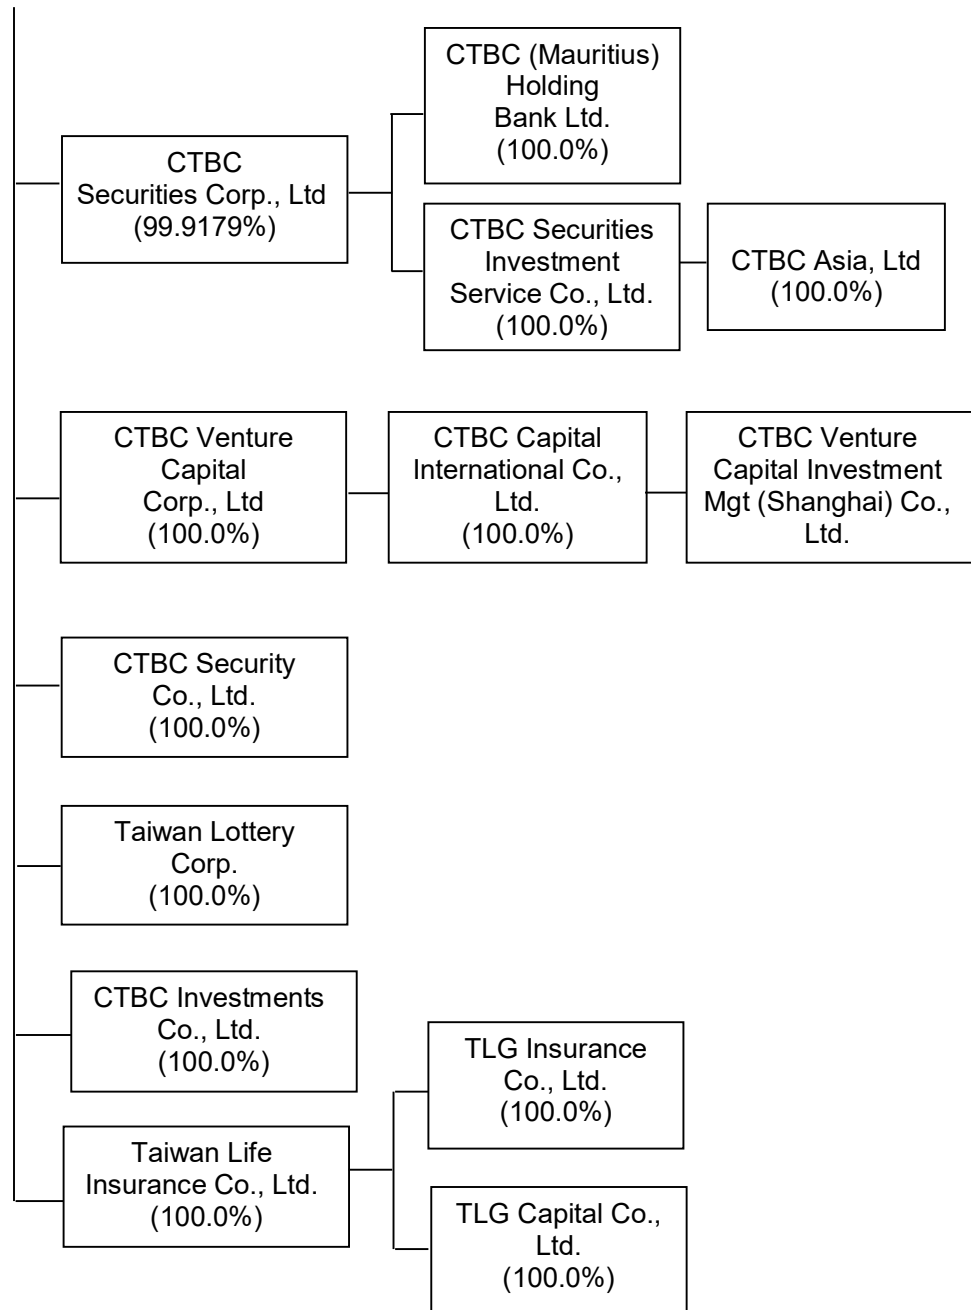 CTBC (Mauritius)
Holding
Bank Ltd.
(100.0%)
CTBC
Securities Corp., Ltd
(99.9179%)
CTBC Securities
Investment
Service Co., Ltd.
(100.0%)
CTBC Asia, Ltd
(100.0%)
CTBC Venture
Capital
Corp., Ltd
(100.0%)
CTBC Capital
International Co.,
Ltd.
(100.0%)
CTBC Venture
Capital Investment
Mgt (Shanghai) Co.,
Ltd.
CTBC Security
Co., Ltd.
(100.0%)
Taiwan Lottery
Corp.
(100.0%)
CTBC Investments
Co., Ltd.
(100.0%)
TLG Insurance
Co., Ltd.
(100.0%)
Taiwan Life
Insurance Co., Ltd.
(100.0%)
TLG Capital Co.,
Ltd.
(100.0%)